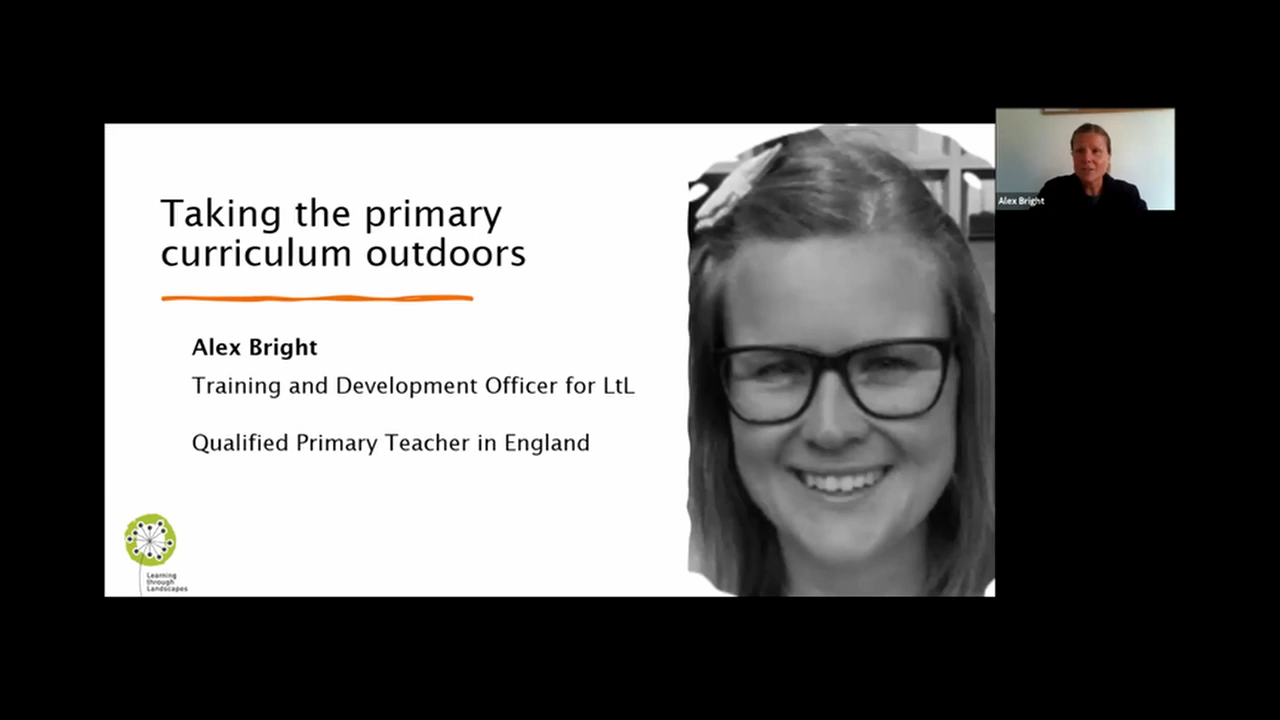 Taking the primary
curriculum outdoors
Alex Bright
Training and Development Officer for LtL
Qualified Primary Teacher in England
Learning
through
Landscapes
Alex Bright